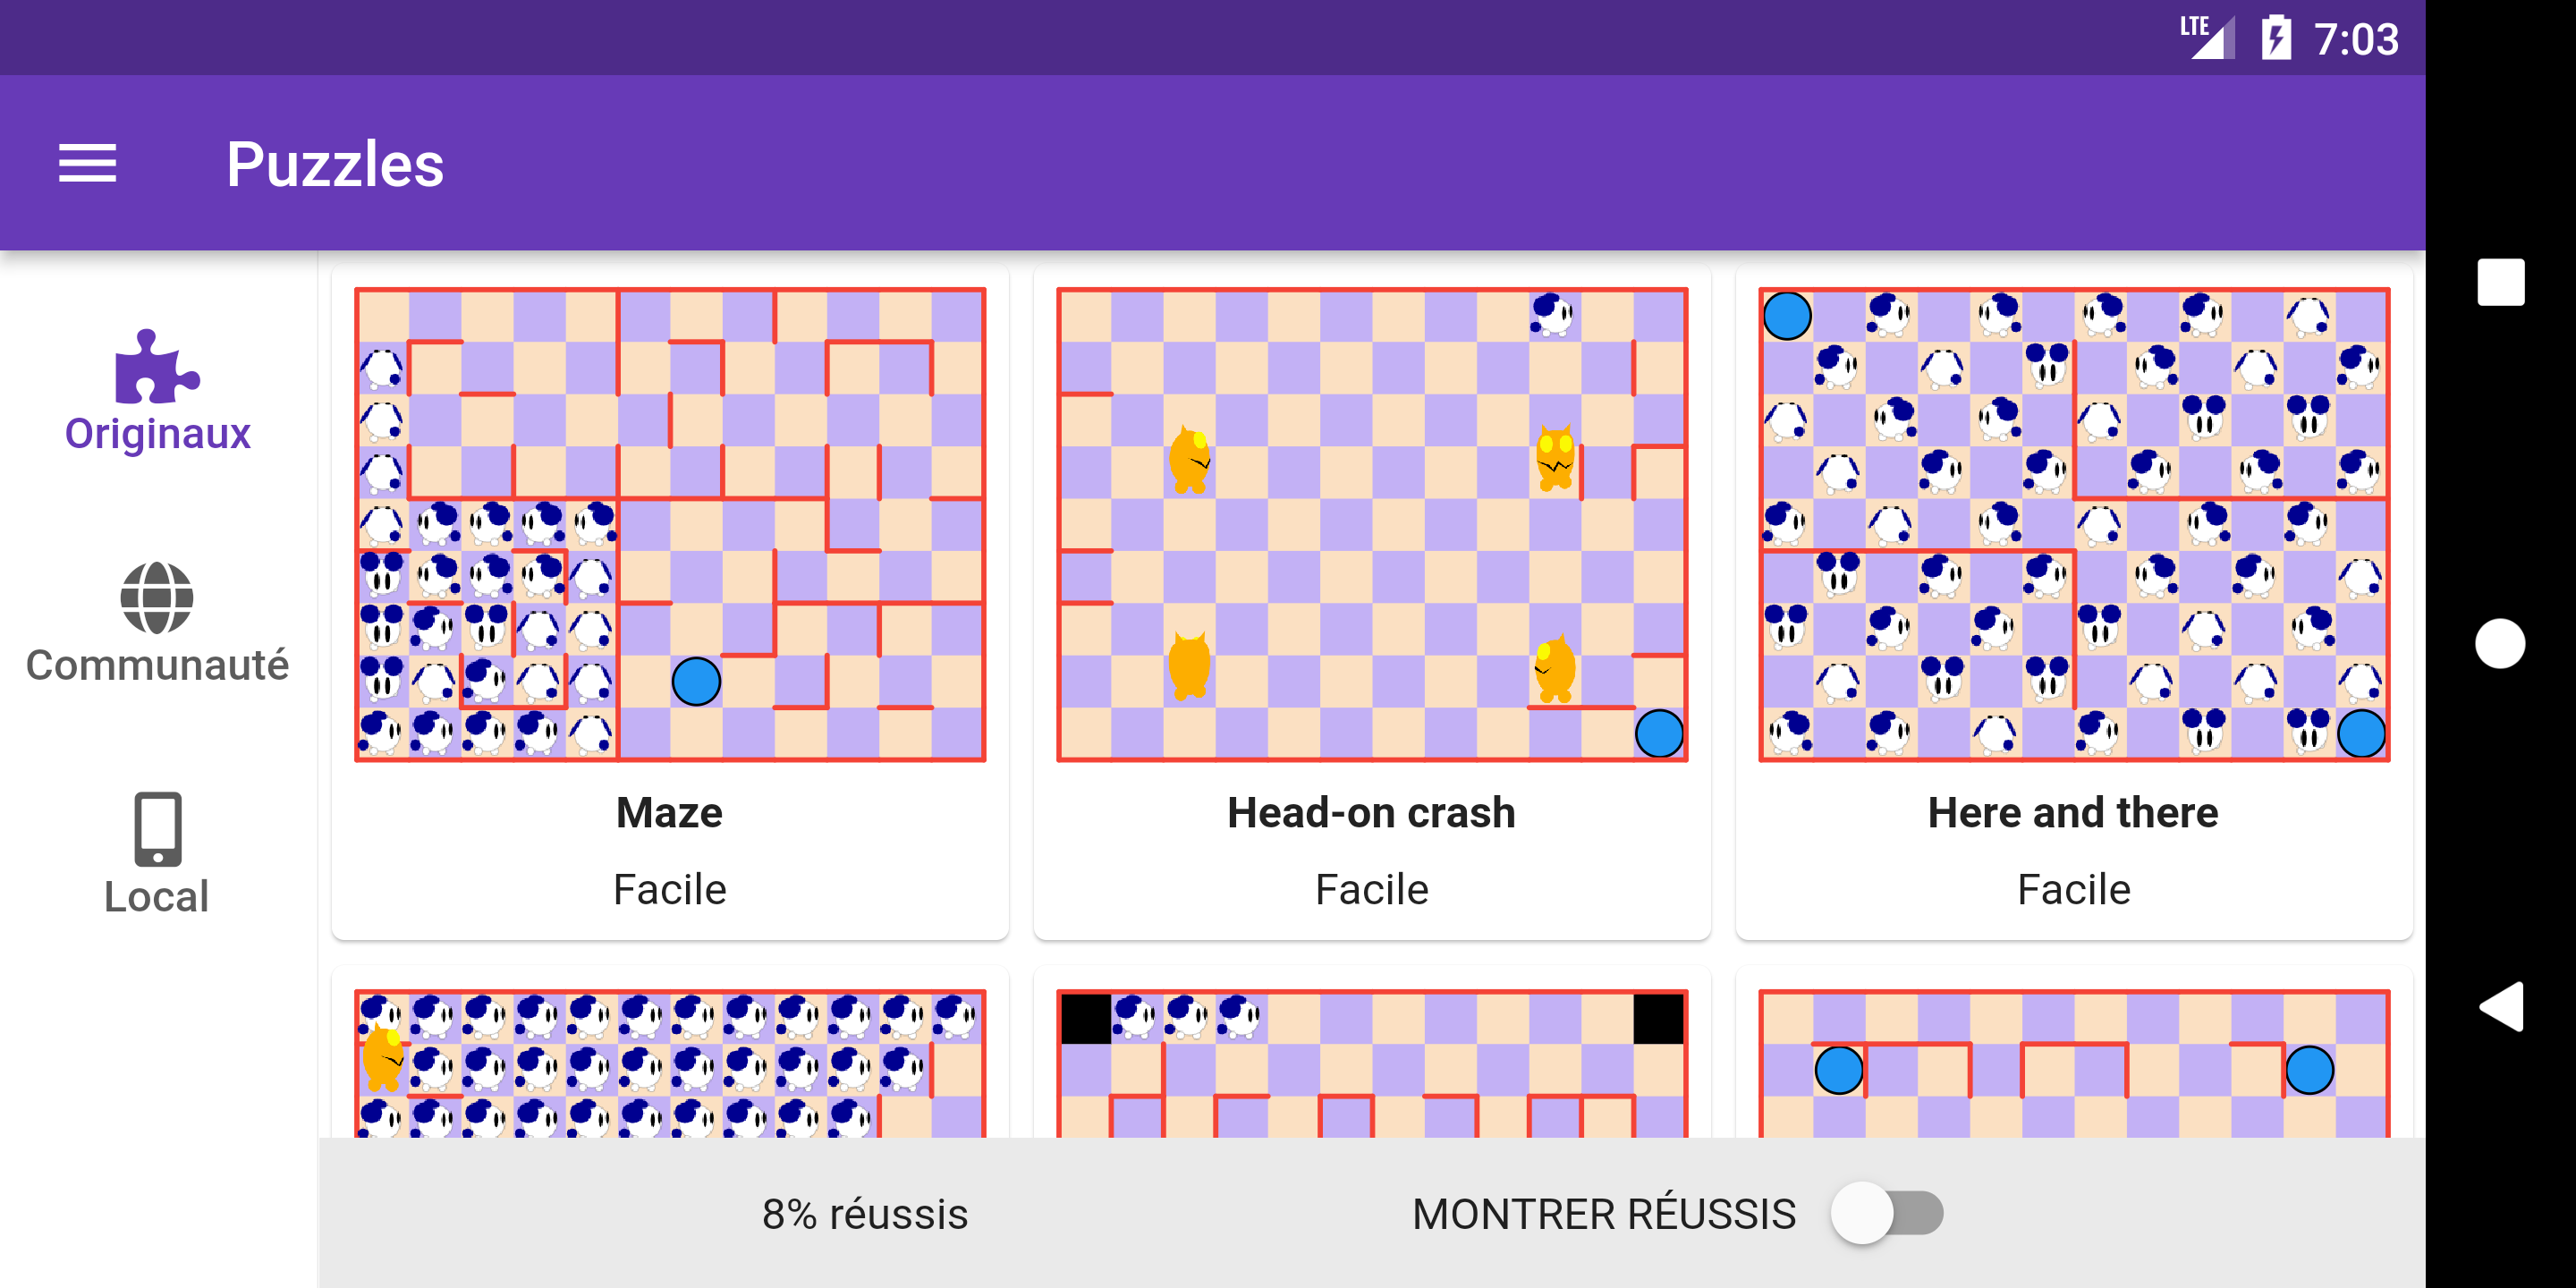 LTE 7:03
Puzzles
Originaux
Communauté
Local
Maze
Facile
Head-on crash
Facile
Here and there
Facile
8% réussis
MONTRER RÉUSSIS